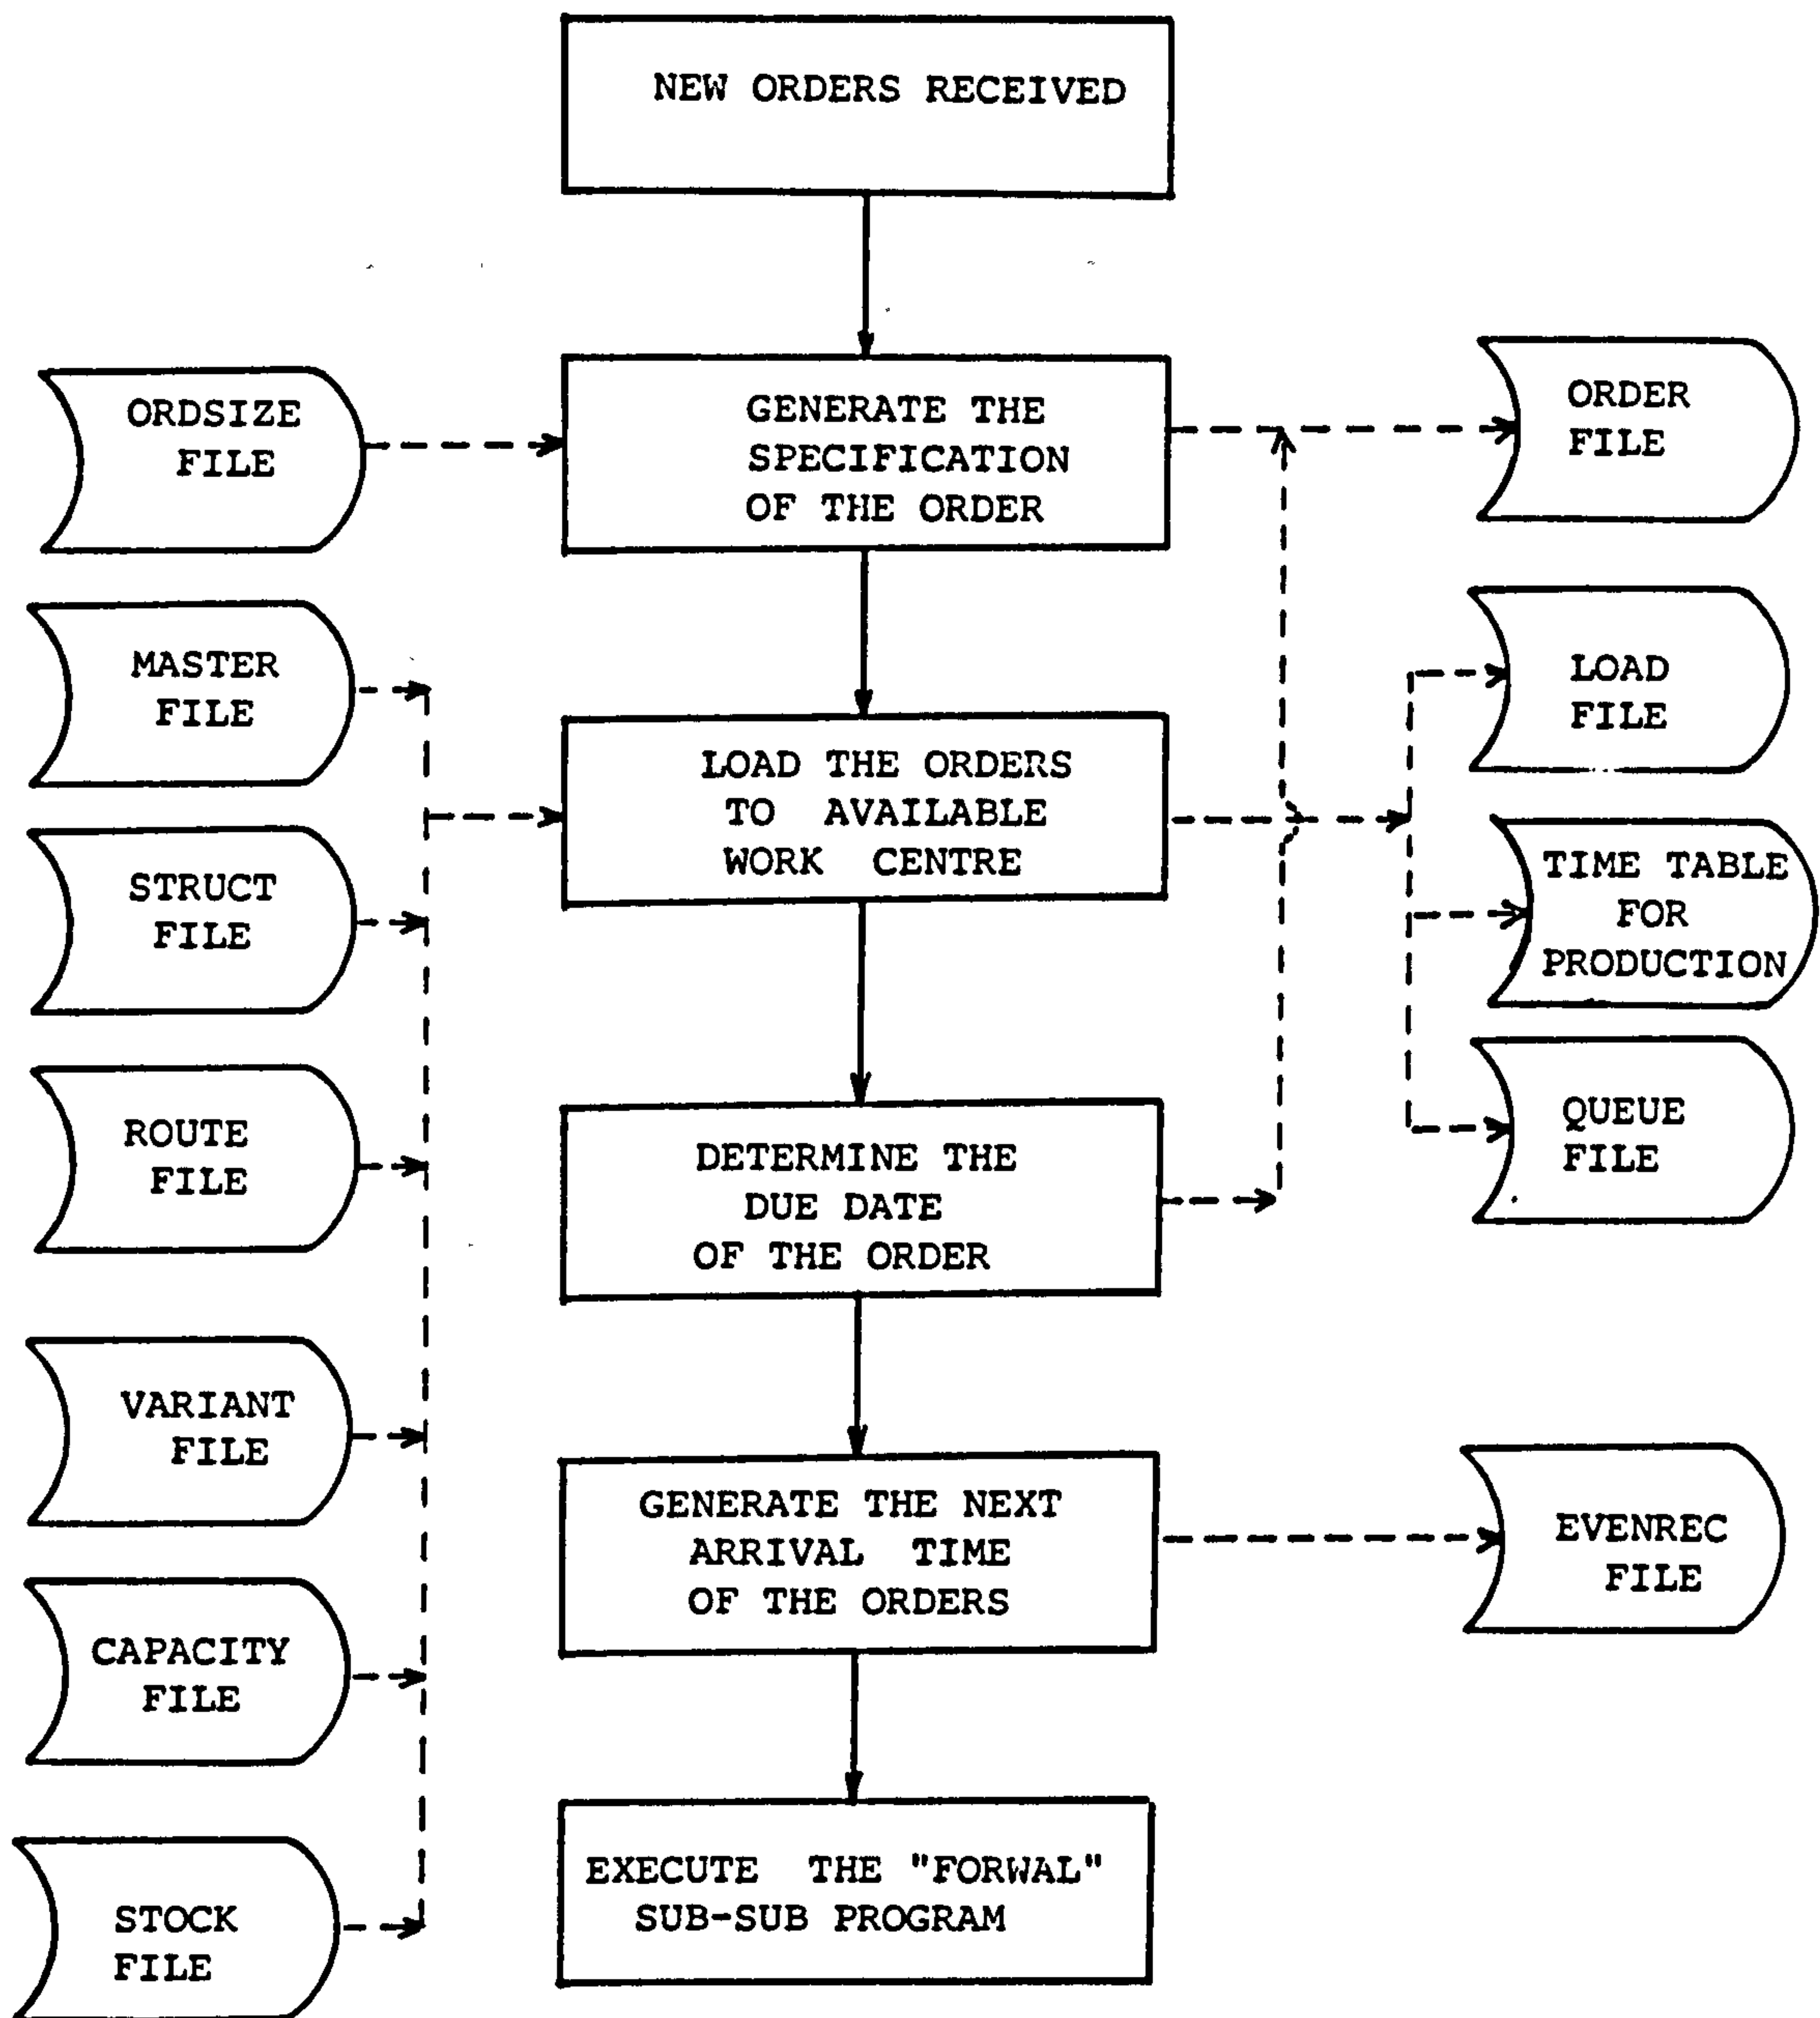 NEW ORDERS RECEIVED
ORDSIZE
FILE
GENERATE THE
SPECIFICATION
OF THE ORDER
ORDER
FILE
MASTER
FILE
LOAD THE ORDERS
TO AVAILABLE
WORK CENTRE
LOAD
FILE
STRUCT
FILE
TIME TABLE
FOR
PRODUCTION
ROUTE
FILE
DETERMINE THE
DUE DATE
OF THE ORDER
QUEUE
FILE
VARIANT
FILE
GENERATE THE NEXT
ARRIVAL TIME
OF THE ORDERS
EVENREC
FILE
CAPACITY
FILE
STOCK
FILE
EXECUTE THE "FORWAL"
SUB-SUB PROGRAM